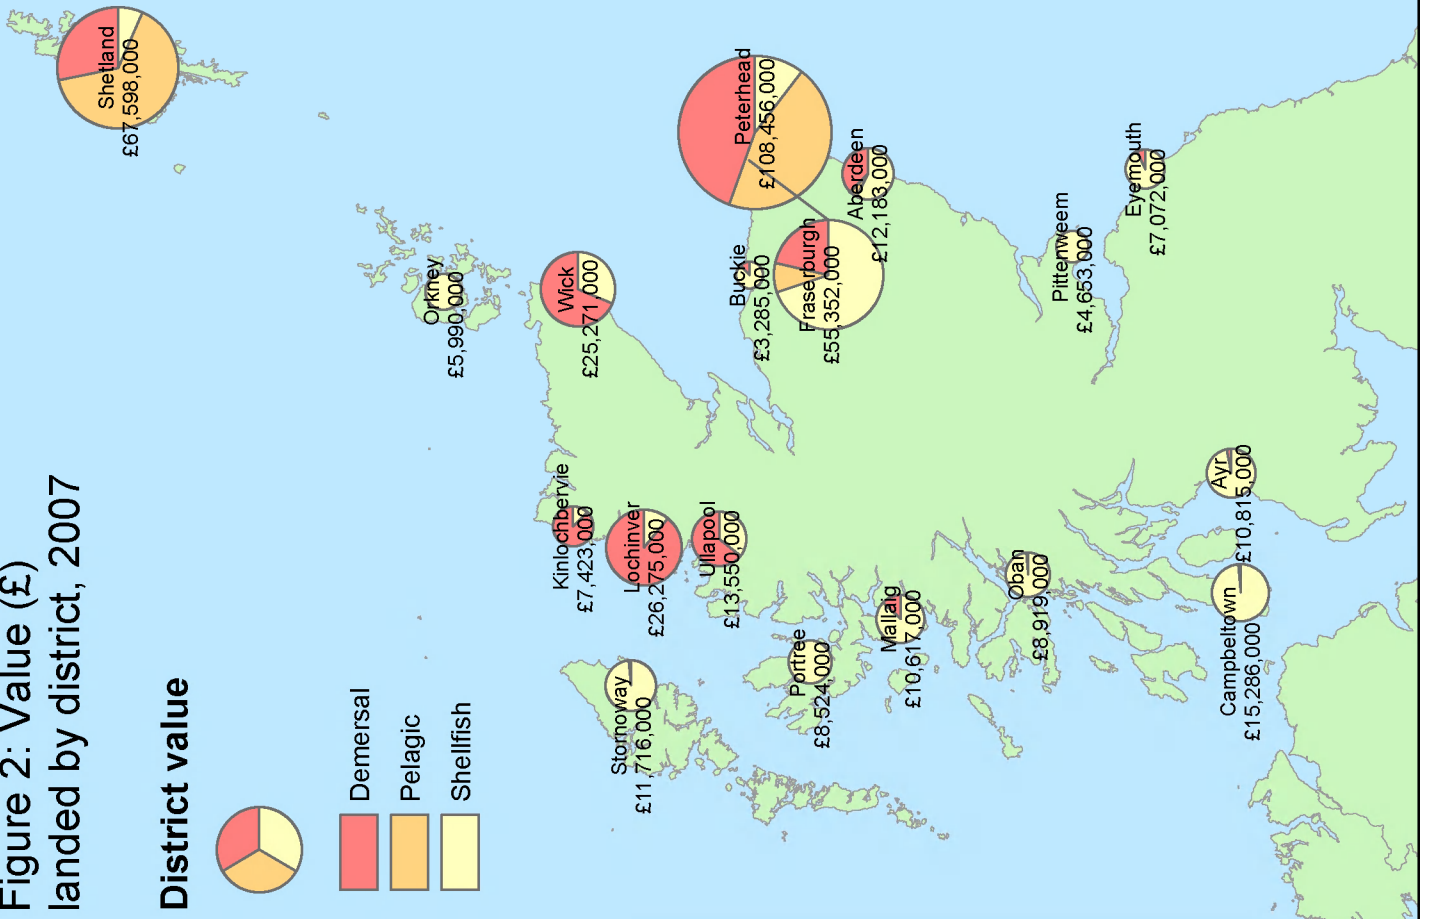 Figure 2: Value (£)
landed by district, 2007
District value
Demersal
Pelagic
Shellfish
Shetland
£67,598,000
Orkney
£5,990,000
Wick
£25,271,000
Kinlochbervie
£7,423,000
Lochinver
£26,275,000
Ullapool
£13,550,000
Stornoway
£11,716,000
Buckie
£3,285,000
Peterhead
£108,456,000
Fraserburgh
£55,352,000
Aberdeen
£12,183,000
Portree
£8,524,000
Mallaig
£10,617,000
Oban
£8,919,000
Pittenweem
£4,653,000
Eyemouth
£7,072,000
Ayr
£10,815,000
Campbeltown
£15,286,000